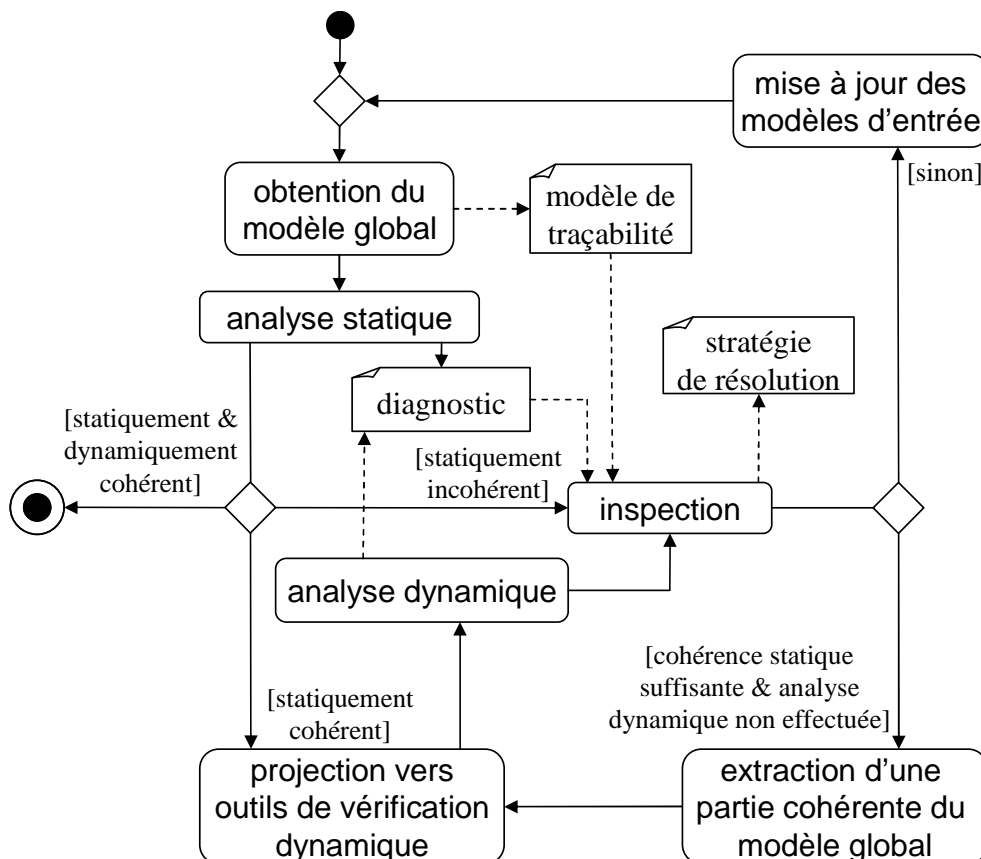 mise à jour des
modèles d'entrée
[sinon]
obtention du
modèle global
modèle de
traçabilité
analyse statique
stratégie
de résolution
diagnostic
[statiquement &
dynamiquement
cohérent]
[statiquement
incohérent]
inspection
analyse dynamique
[cohérence statique
suffisante & analyse
dynamique non effectuée]
[statiquement
cohérent]
projection vers
outils de vérification
dynamique
extraction d'une
partie cohérente du
modèle global